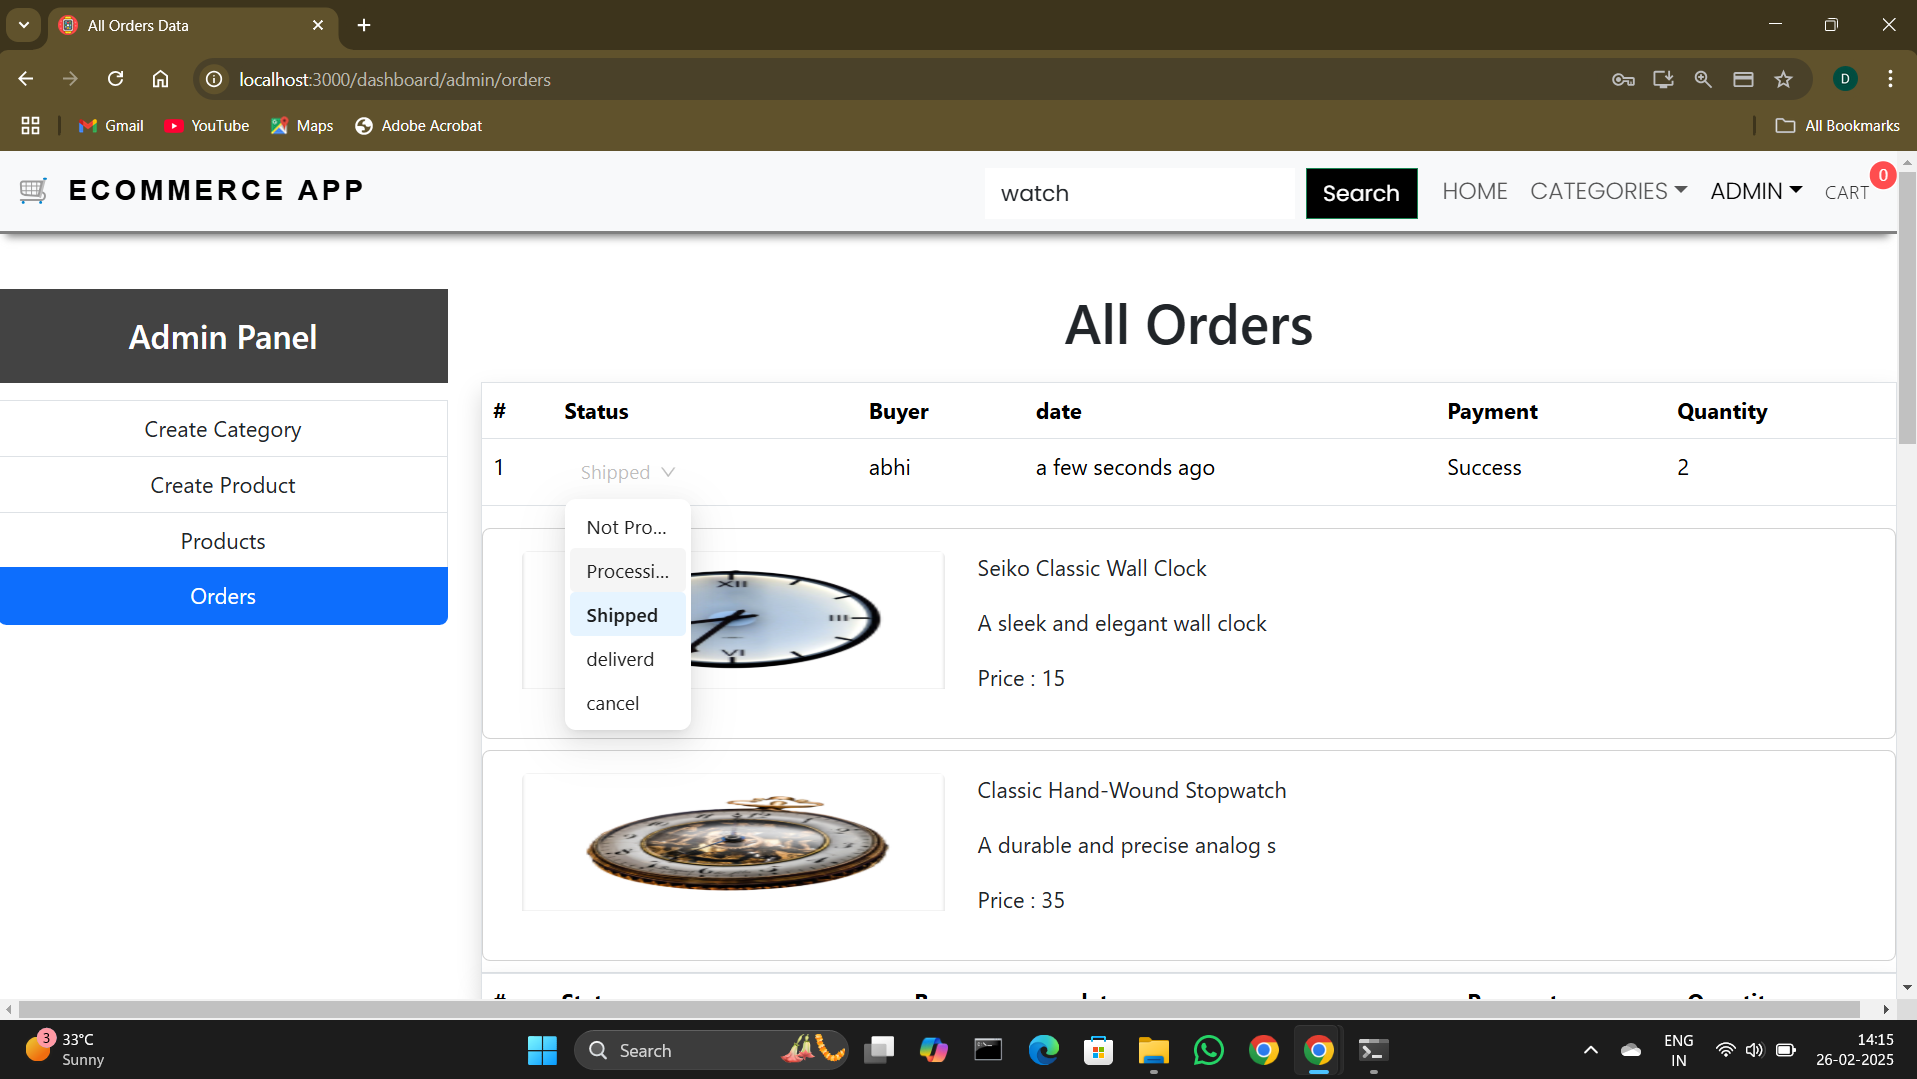 All Orders Data
localhost:3000/dashboard/admin/orders
D
Gmail YouTube Maps Adobe Acrobat All Bookmarks
ECOMMERCE APP watch Search HOME CATEGORIES ADMIN CART 0
All Orders
Admin Panel
Create Category
Create Product
Products
Orders
# Status Buyer date Payment Quantity
1 Shipped abhi a few seconds ago Success 2
Not Pro...
Processi...
Shipped
deliverd
cancel
Seiko Classic Wall Clock
A sleek and elegant wall clock
Price : 15
Classic Hand-Wound Stopwatch
A durable and precise analog s
Price : 35
3 33°C
Sunny
Search
ENG
IN
14:15
26-02-2025